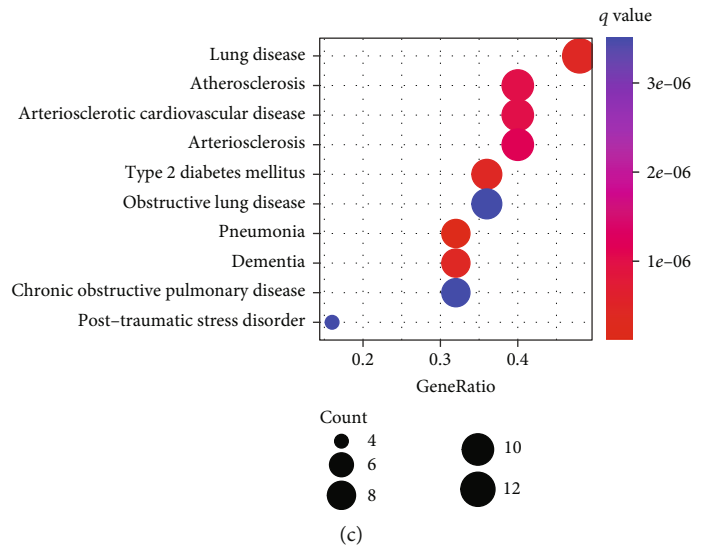 q value
Lung disease
Atherosclerosis
Arteriosclerotic cardiovascular disease
Arteriosclerosis
Type 2 diabetes mellitus
Obstructive lung disease
Pneumonia
Dementia
Chronic obstructive pulmonary disease
Post–traumatic stress disorder
3e–06
2e–06
1e–06
0.2 0.3 0.4
GeneRatio
Count
4 10
6
8 12
(c)